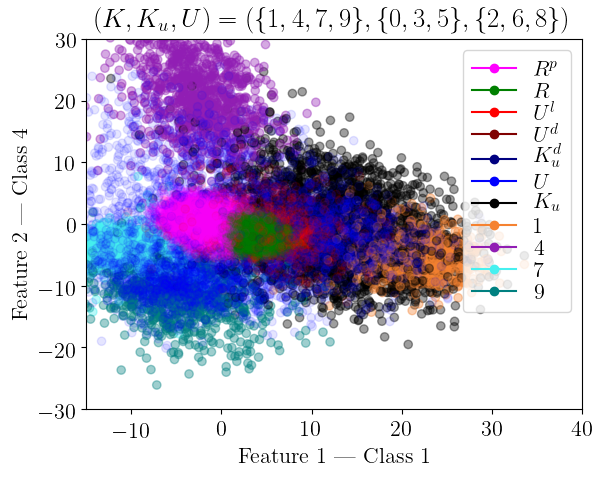 (K, K_u, U) = ({1, 4, 7, 9}, {0, 3, 5}, {2, 6, 8})
30
20
10
0
−10
−20
−30
Feature 2 — Class 4
R^p
R
U^l
U^d
K_u^d
U
K_u
1
4
7
9
−10
0
10
20
30
40
Feature 1 — Class 1